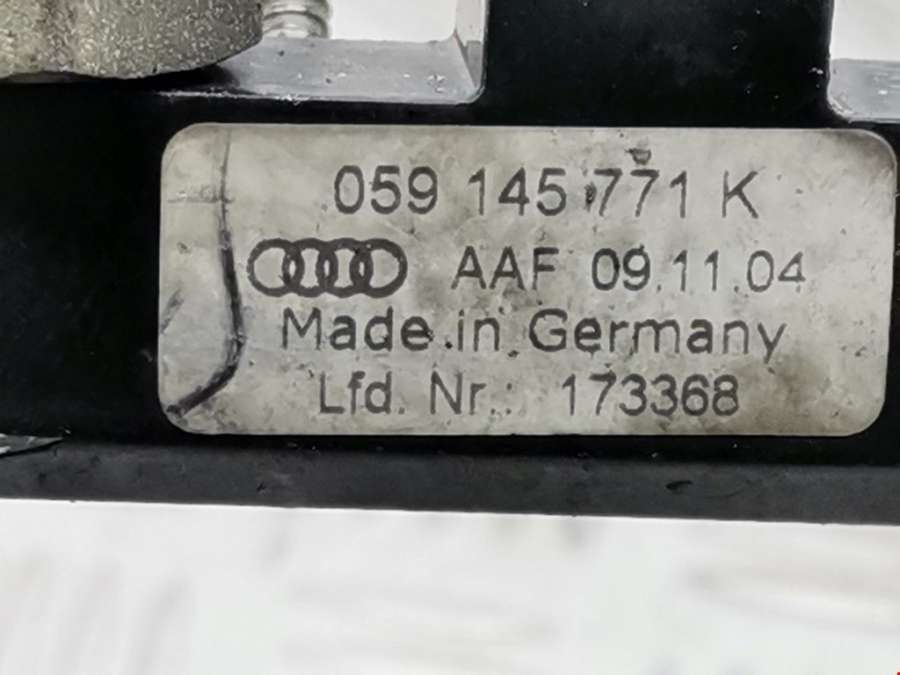 059 145 771 K
AAF 09.11.04
Made in Germany
Lfd. Nr.: 173368